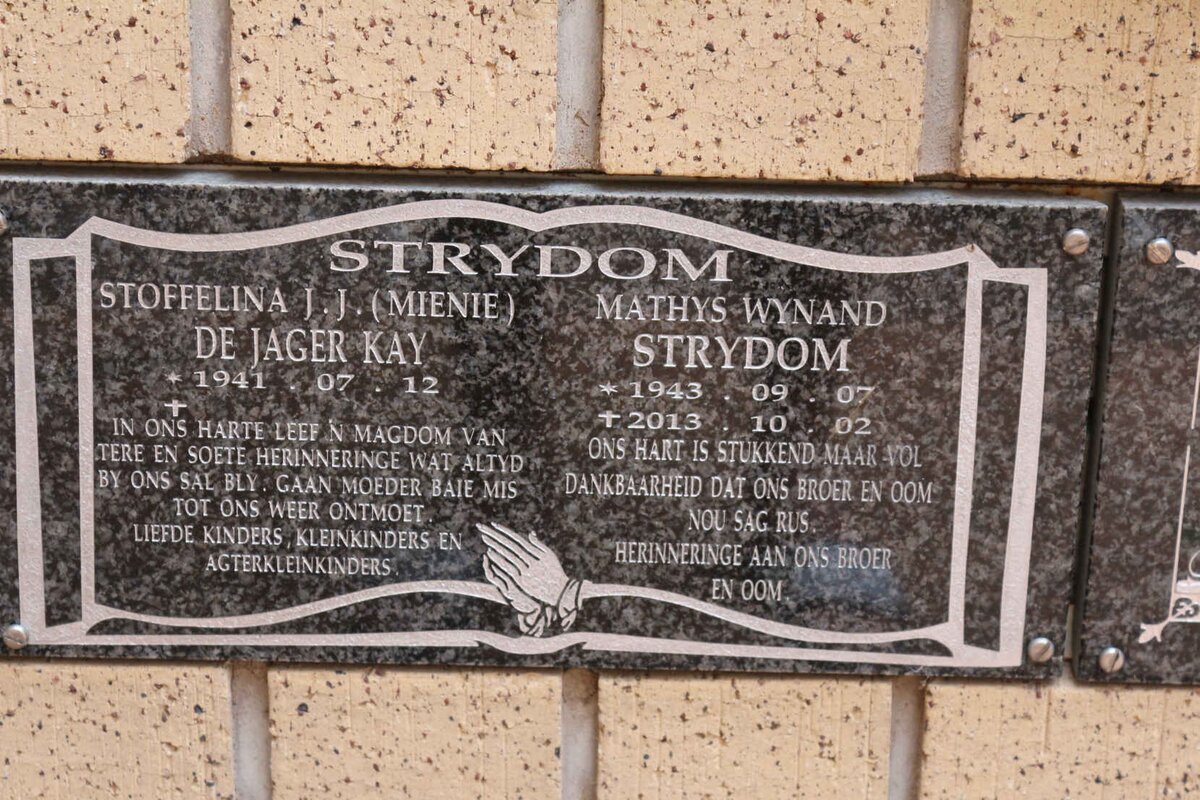 STRYDOM
STOFFELINA J.J. (MIENIE)
DE JAGER KAY
* 1941 . 07 . 12
✝
IN ONS HARTE LEEF 'N MAGDOM VAN
TERE EN SOETE HERINNERINGE WAT ALTYD
BY ONS SAL BLY. GAAN MOEDER BAIE MIS
TOT ONS WEER ONTMOET.
LIEFDE KINDERS, KLEINKINDERS EN
AGTERKLEINKINDERS.
MATHYS WYNAND
STRYDOM
* 1943 . 09 . 07
✝ 2013 . 10 . 02
ONS HART IS STUKKEND MAAR VOL
DANKBAARHEID DAT ONS BROER EN OOM
NOU SAG RUS.
HERINNERINGE AAN ONS BROER
EN OOM.